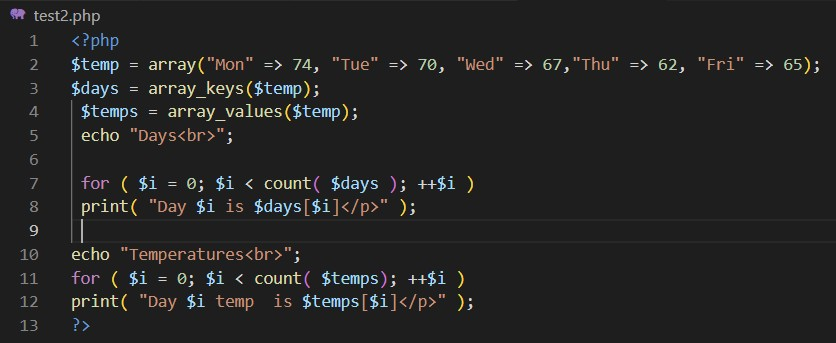 test2.php
1 <?php
2 $temp = array("Mon" => 74, "Tue" => 70, "Wed" => 67,"Thu" => 62, "Fri" => 65);
3 $days = array_keys($temp);
4 $temps = array_values($temp);
5 echo "Days<br>";
6
7 for ( $i = 0; $i < count( $days ); ++$i )
8 print( "Day $i is $days[$i]</p>" );
9
10 echo "Temperatures<br>";
11 for ( $i = 0; $i < count( $temps); ++$i )
12 print( "Day $i temp  is $temps[$i]</p>" );
13 ?>